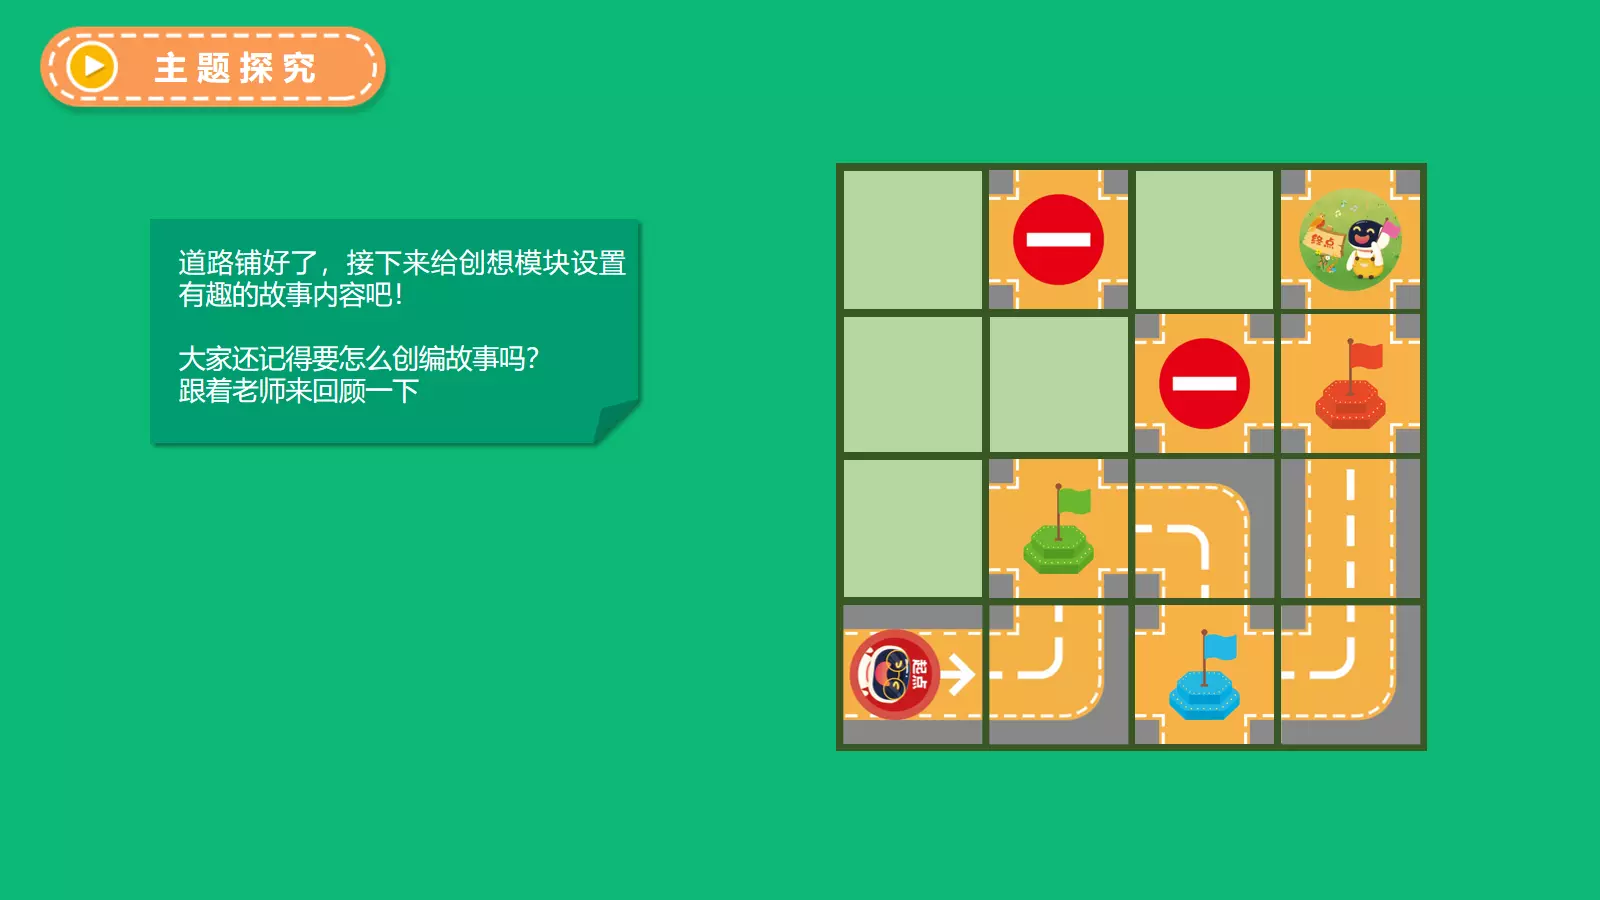 主题探究
道路铺好了，接下来给创想模块设置
有趣的故事内容吧！
大家还记得要怎么创编故事吗？
跟着老师来回顾一下
终点
起点